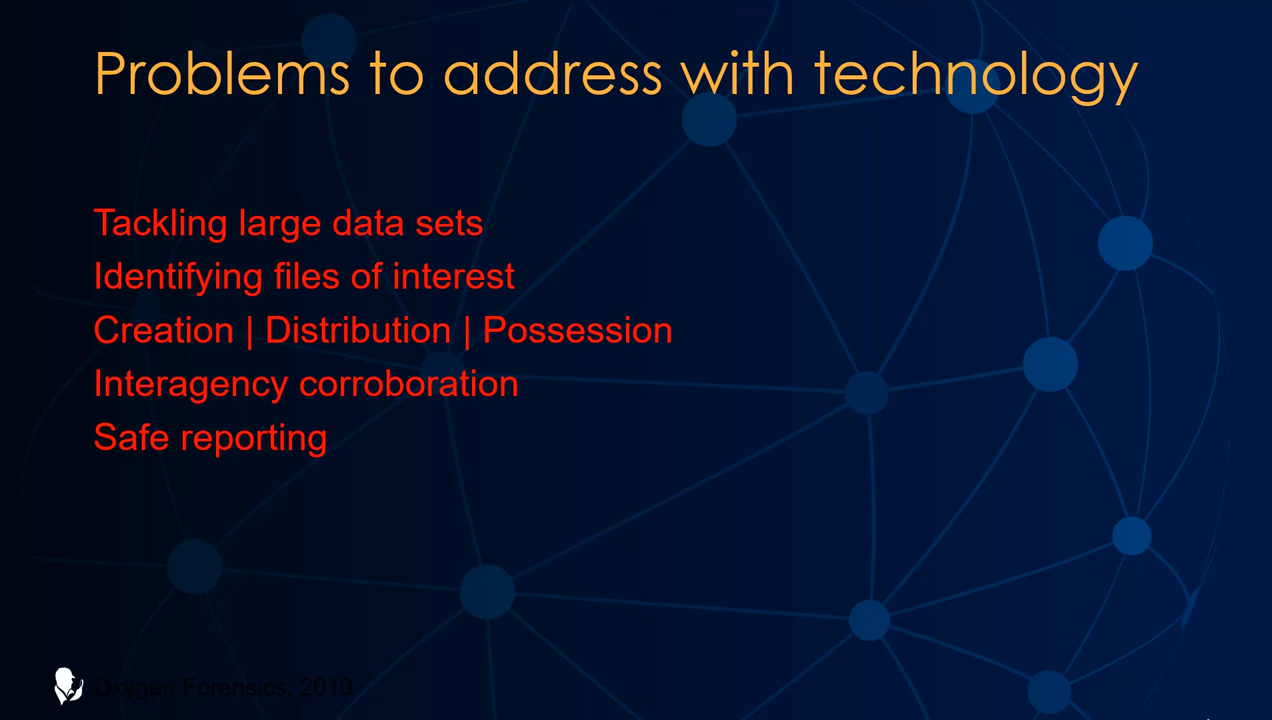 Problems to address with technology
Tackling large data sets
Identifying files of interest
Creation | Distribution | Possession
Interagency corroboration
Safe reporting
Oxygen Forensics, 2019